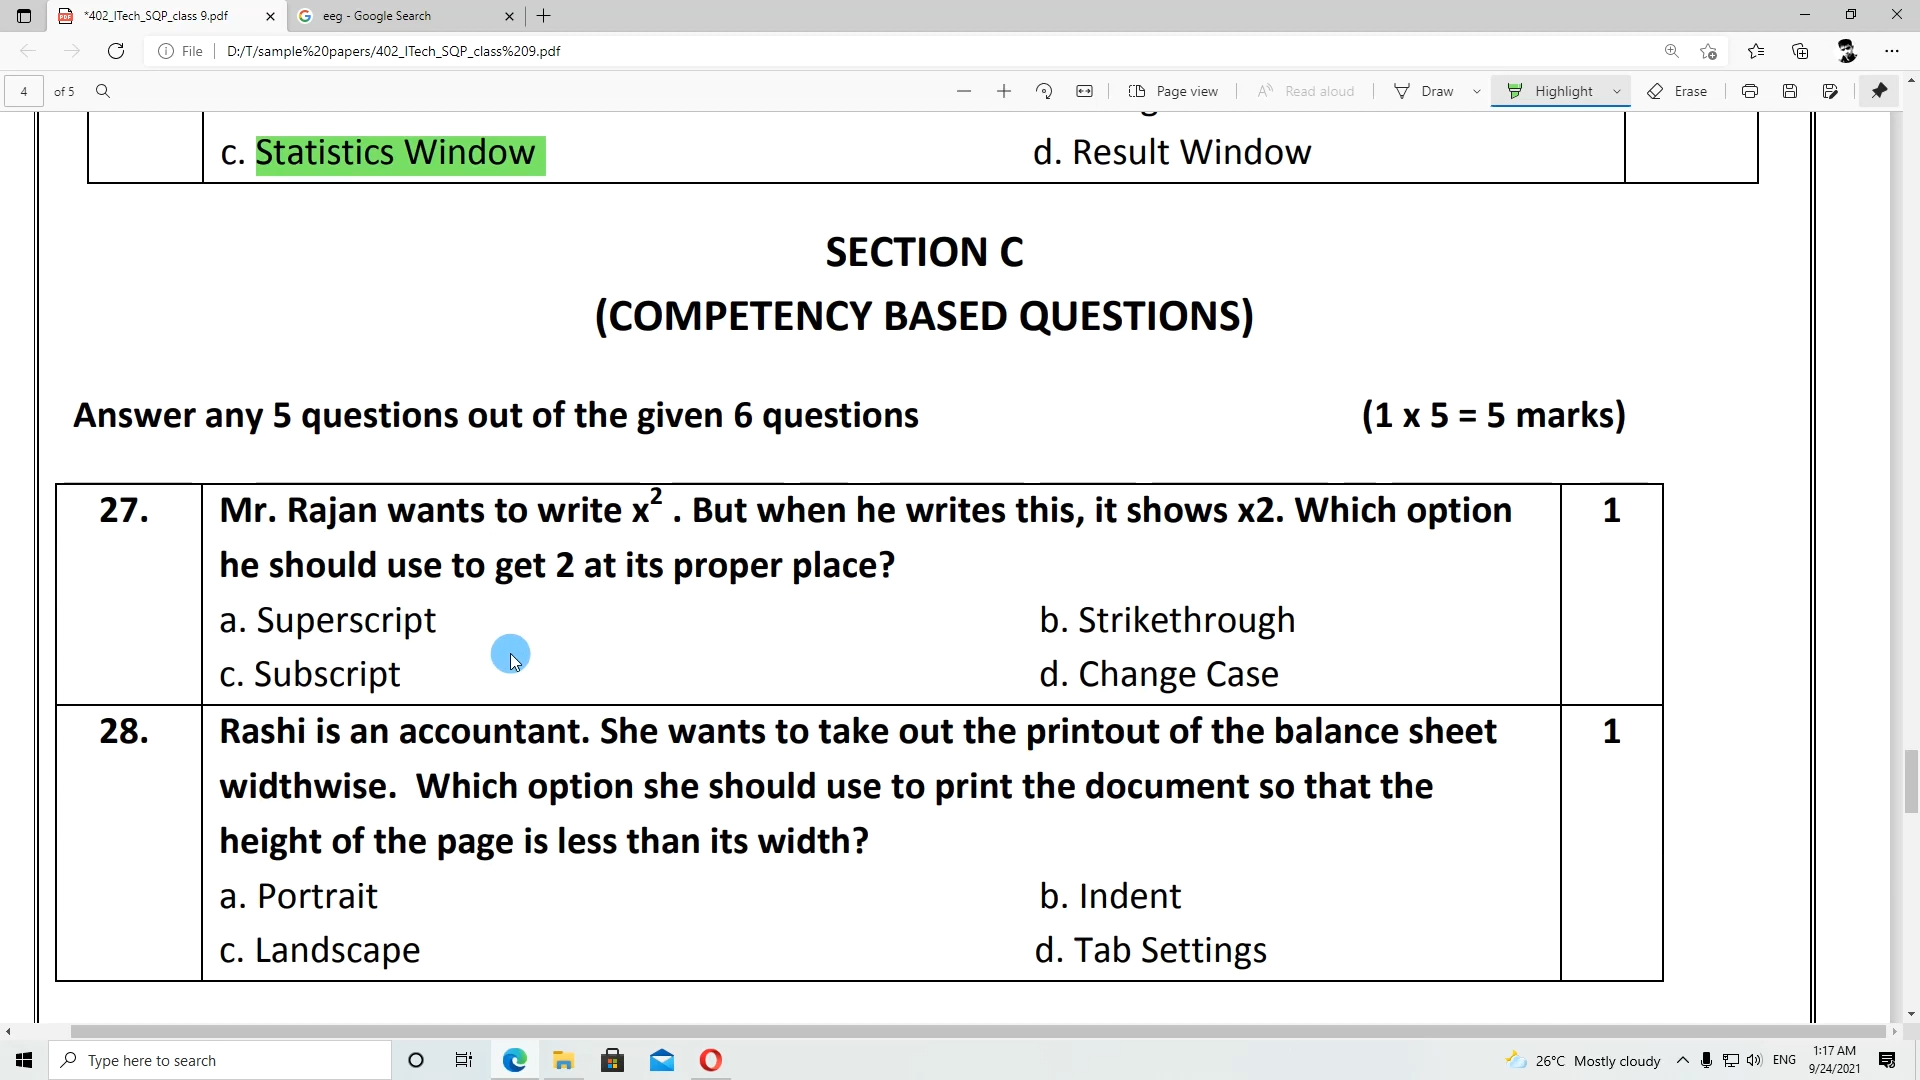 *402_ITech_SQP_class 9.pdf
eeg - Google Search
File
D:/T/sample%20papers/402_ITech_SQP_class%209.pdf
4 of 5
Page view
Read aloud
Draw
Highlight
Erase
c. Statistics Window d. Result Window
SECTION C
(COMPETENCY BASED QUESTIONS)
Answer any 5 questions out of the given 6 questions (1 x 5 = 5 marks)
27. Mr. Rajan wants to write x² . But when he writes this, it shows x2. Which option 1
he should use to get 2 at its proper place?
a. Superscript b. Strikethrough
c. Subscript d. Change Case
28. Rashi is an accountant. She wants to take out the printout of the balance sheet 1
widthwise. Which option she should use to print the document so that the
height of the page is less than its width?
a. Portrait b. Indent
c. Landscape d. Tab Settings
Type here to search
26°C Mostly cloudy
ENG
1:17 AM
9/24/2021